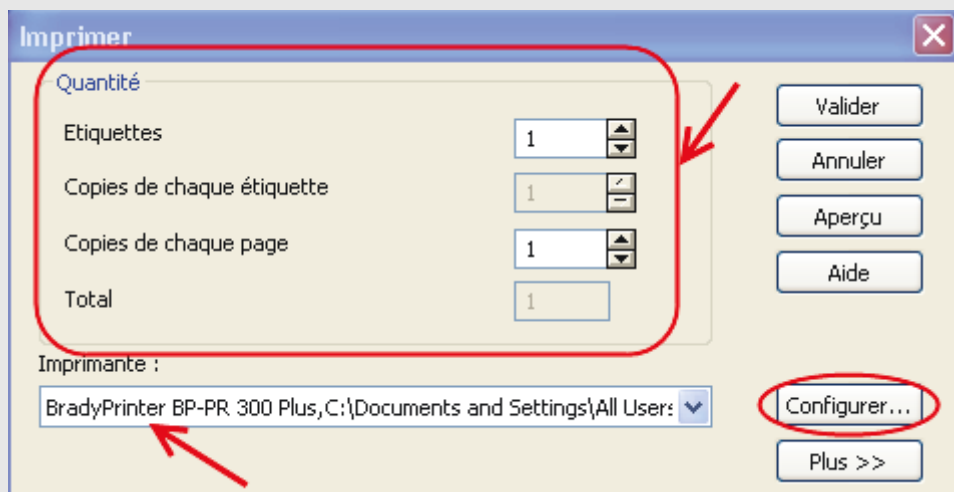 Imprimer
Quantité
Etiquettes 1
Copies de chaque étiquette 1
Copies de chaque page 1
Total 1
Imprimante :
BradyPrinter BP-PR 300 Plus,C:\Documents and Settings\All Users
Valider
Annuler
Aperçu
Aide
Configurer...
Plus >>